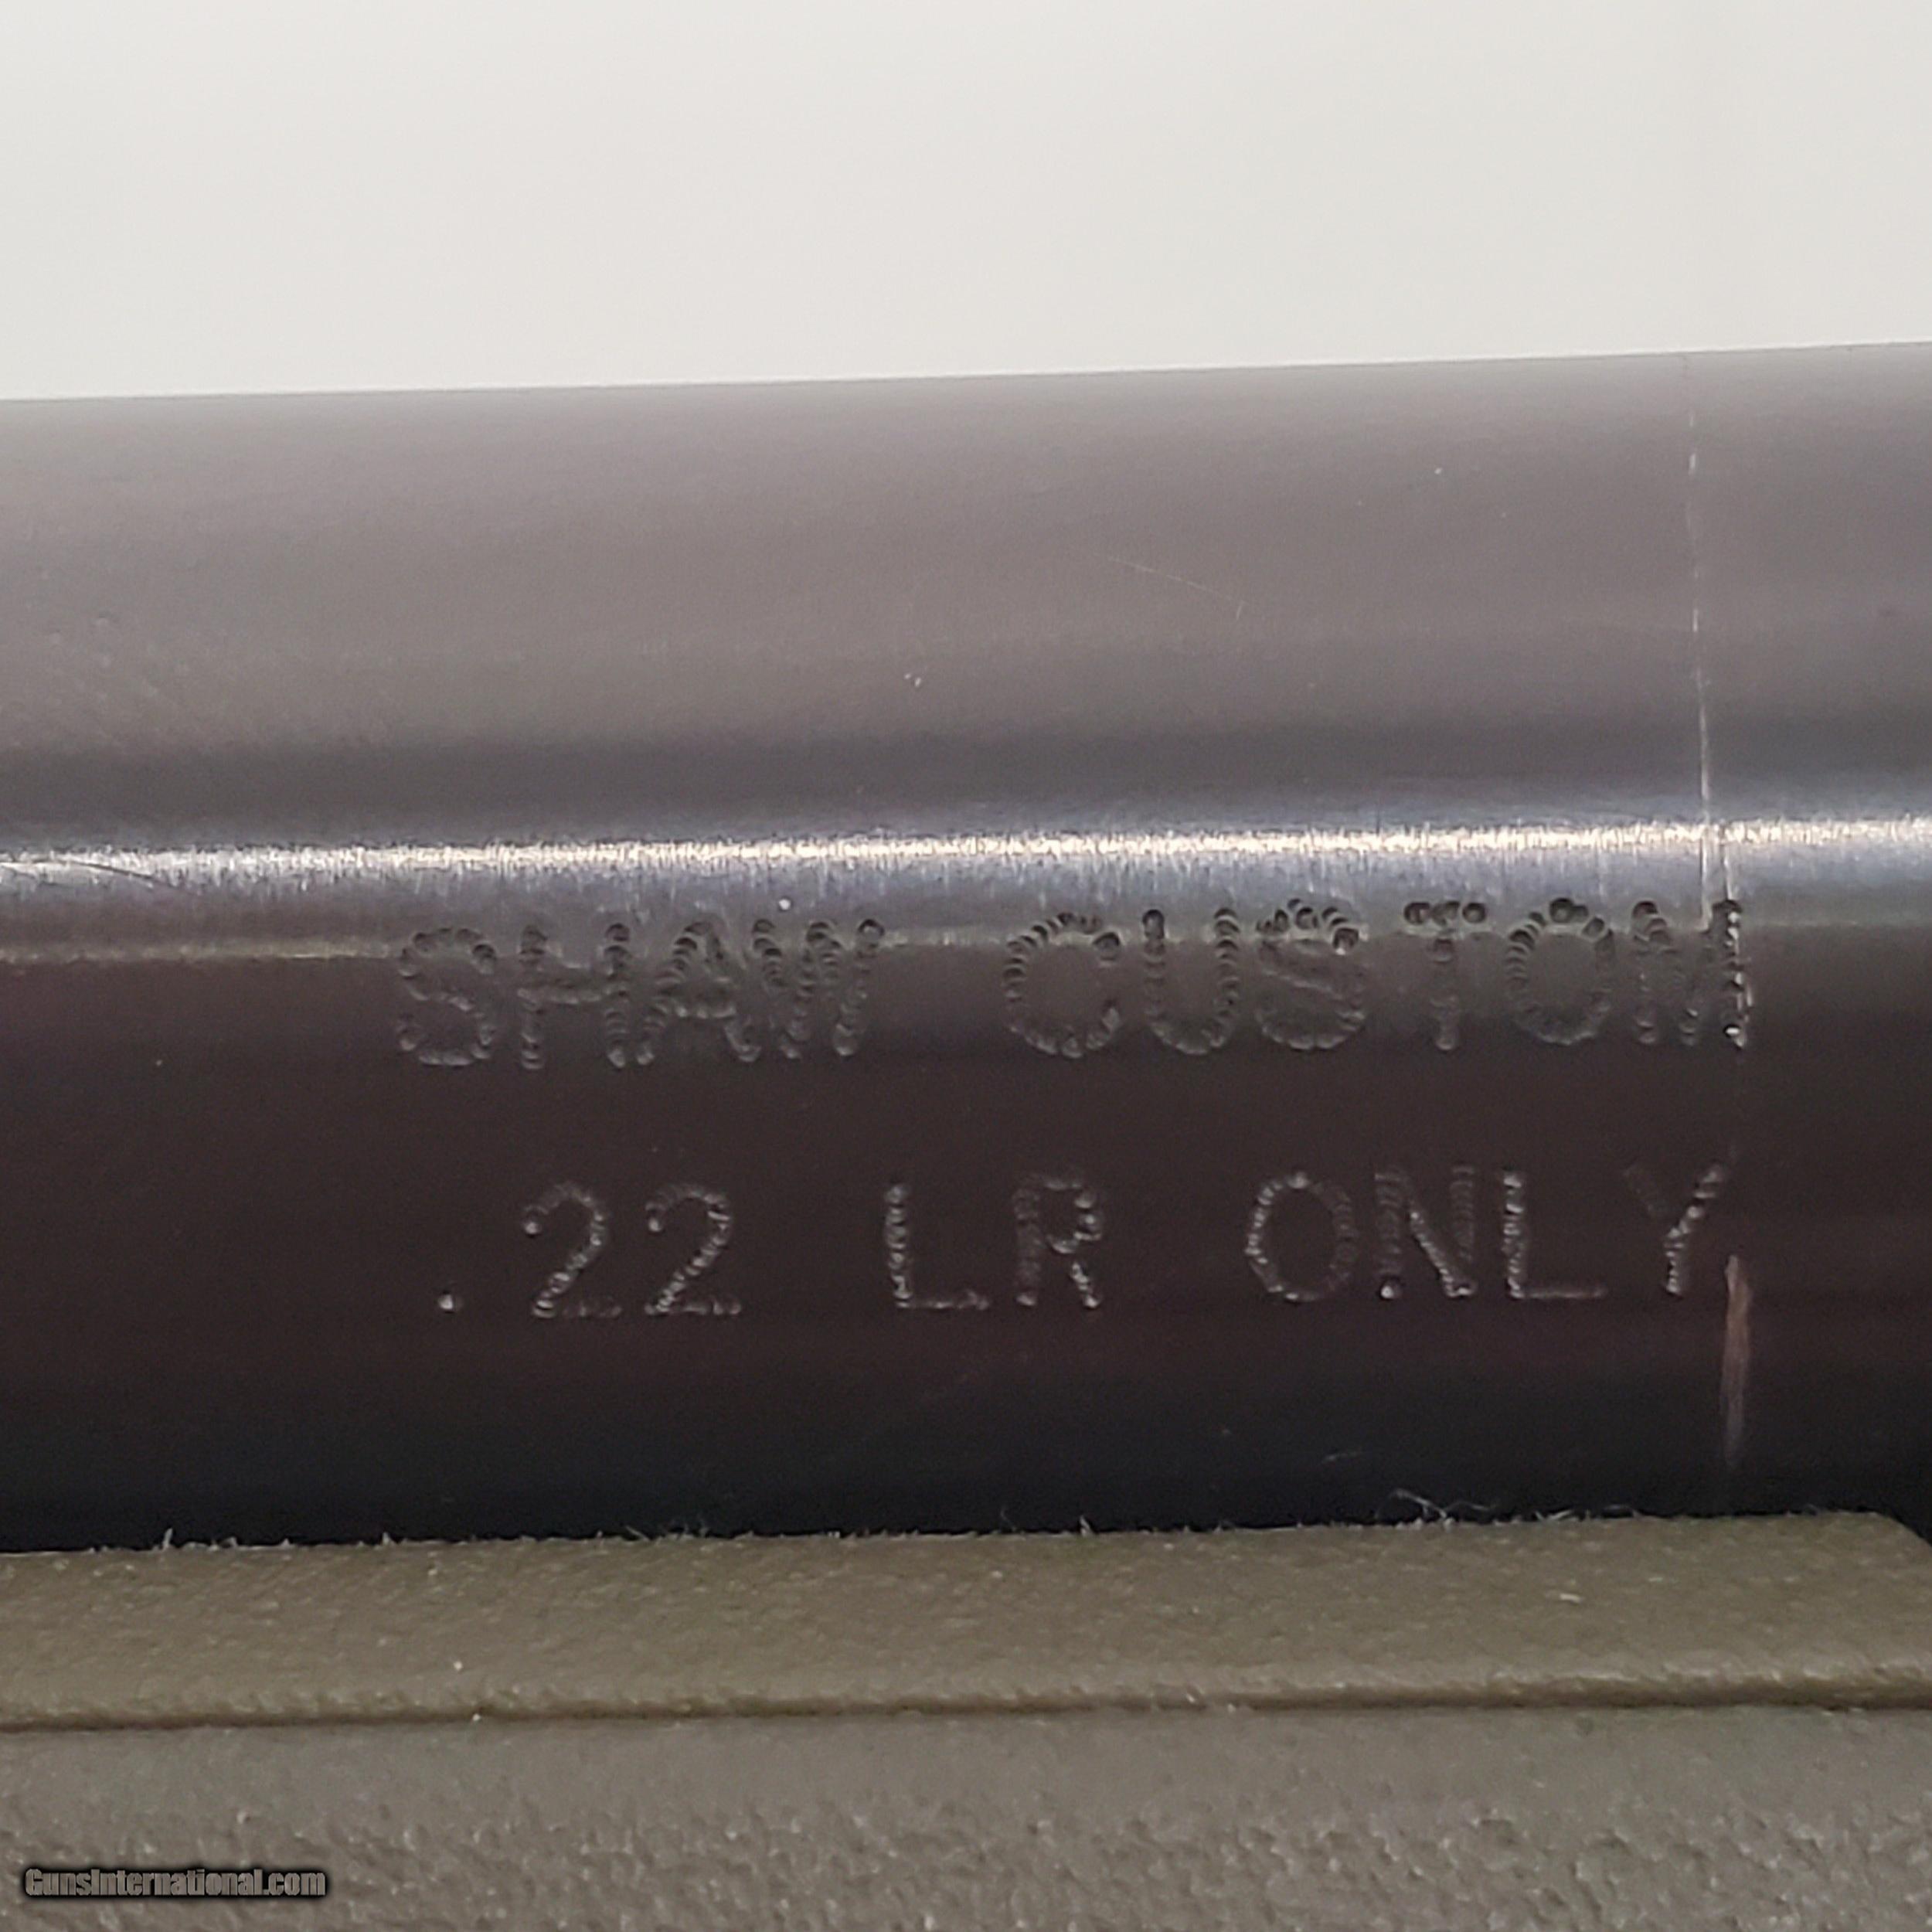 SHAW CUSTOM
.22 LR ONLY
GunsInternational.com